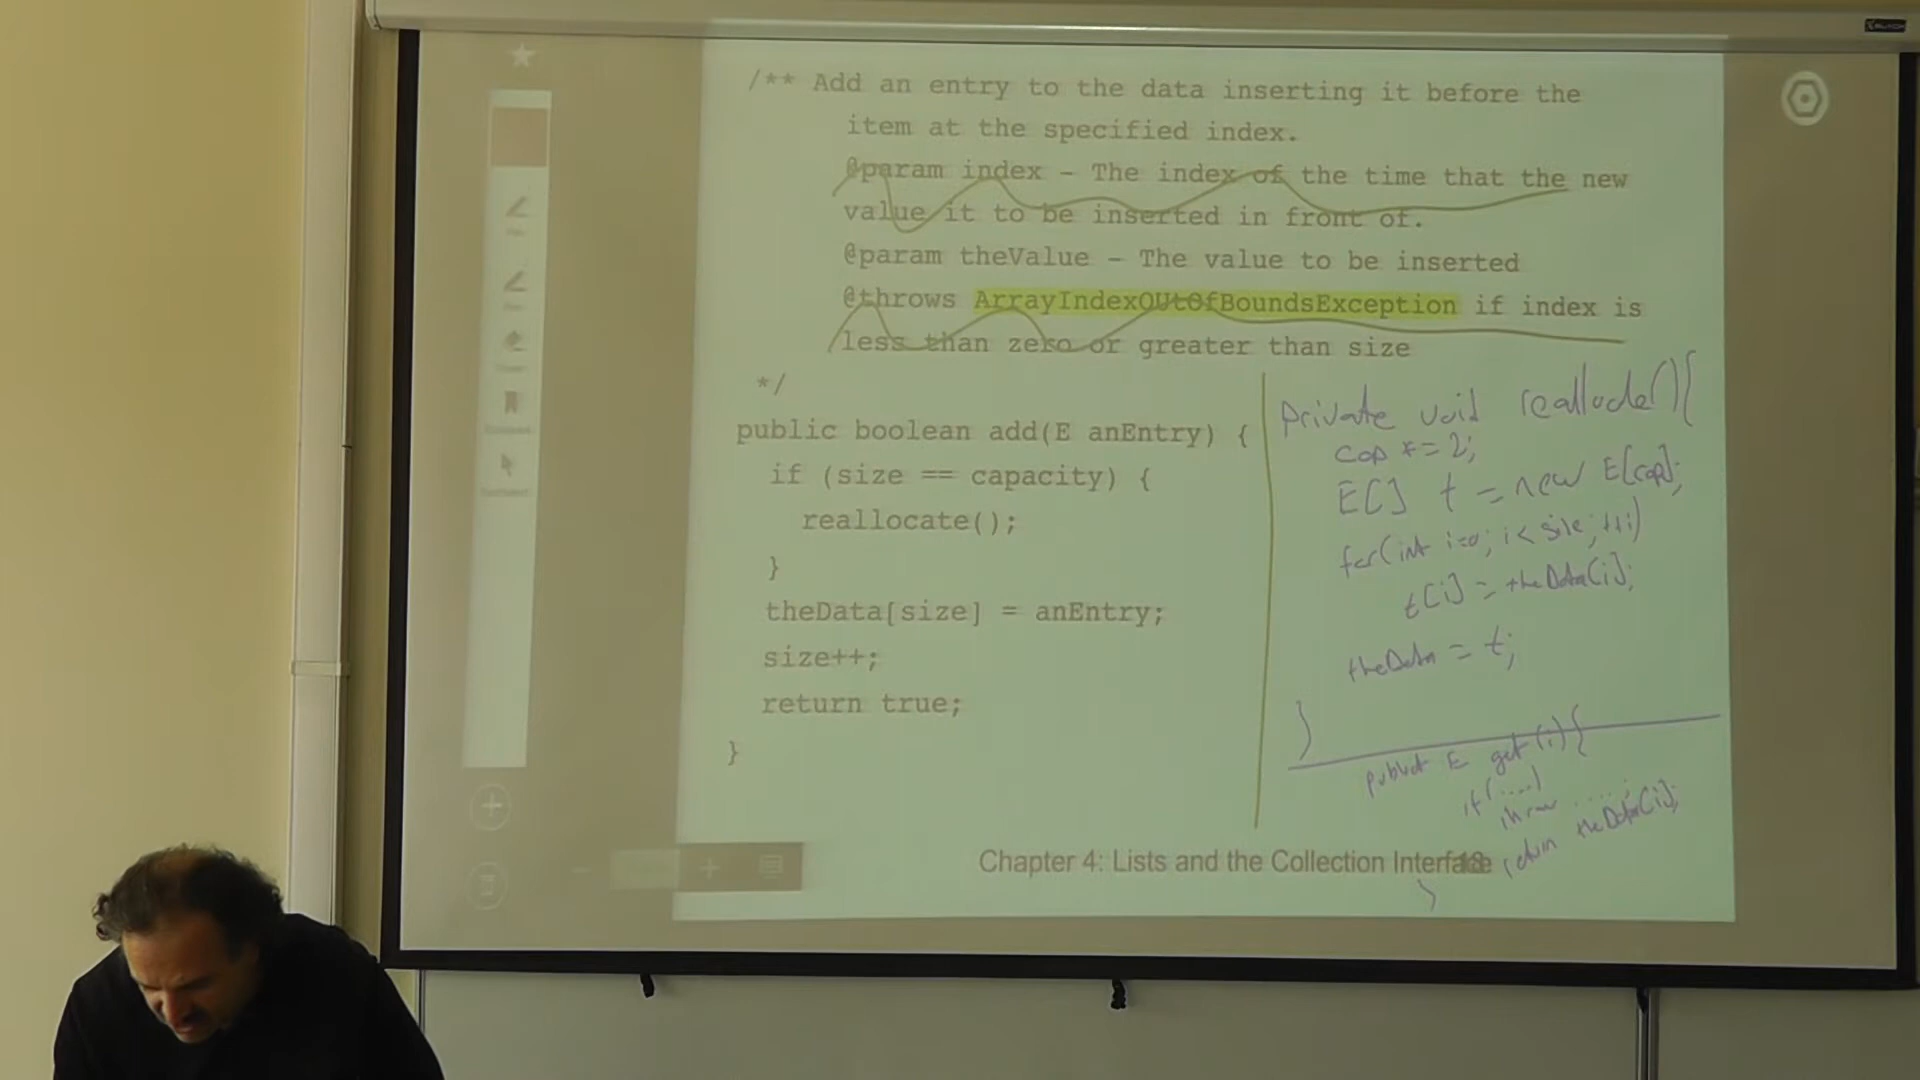 /** Add an entry to the data inserting it before the
item at the specified index.
@param index – The index of the time that the new
value it to be inserted in front of.
@param theValue – The value to be inserted
@throws ArrayIndexOUtOfBoundsException if index is
less than zero or greater than size
*/
public boolean add(E anEntry) {
if (size == capacity) {
reallocate();
}
theData[size] = anEntry;
size++;
return true;
}
private void reallocate(){
cap *= 2;
E[] t = new E[cap];
for(int i=0; i< size; ++i)
t[i] = theData[i];
theData = t;
}
public E get(i){
if(....)
throw .....;
return theData[i];
}
Chapter 4: Lists and the Collection Interface